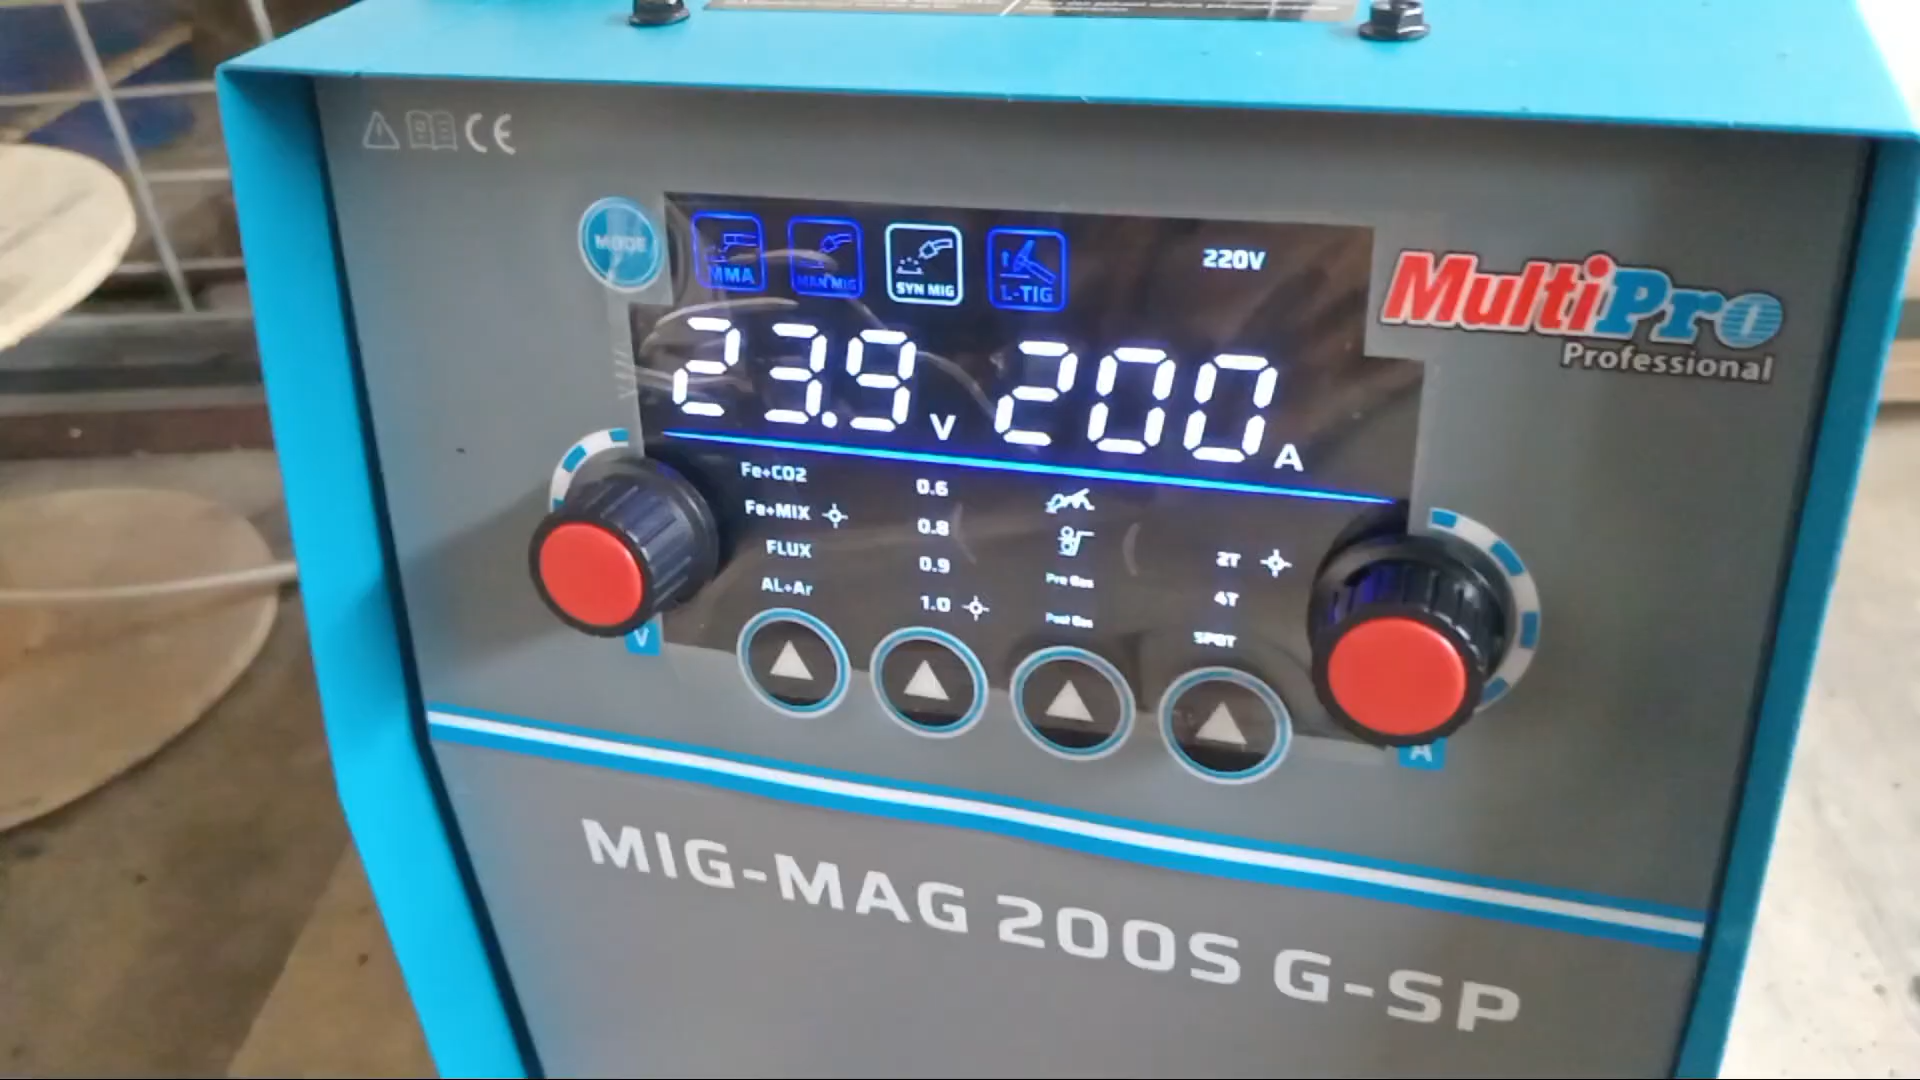 CE
MODE
MMA
MAN MIG
SYN MIG
L-TIG
220V
MultiPro
Professional
23.9 V 200 A
Fe+CO2
Fe+MIX
FLUX
AL+Ar
0.6
0.8
0.9
1.0
Pre Gas
Post Gas
2T
4T
SPOT
V
A
MIG-MAG 200S G-SP